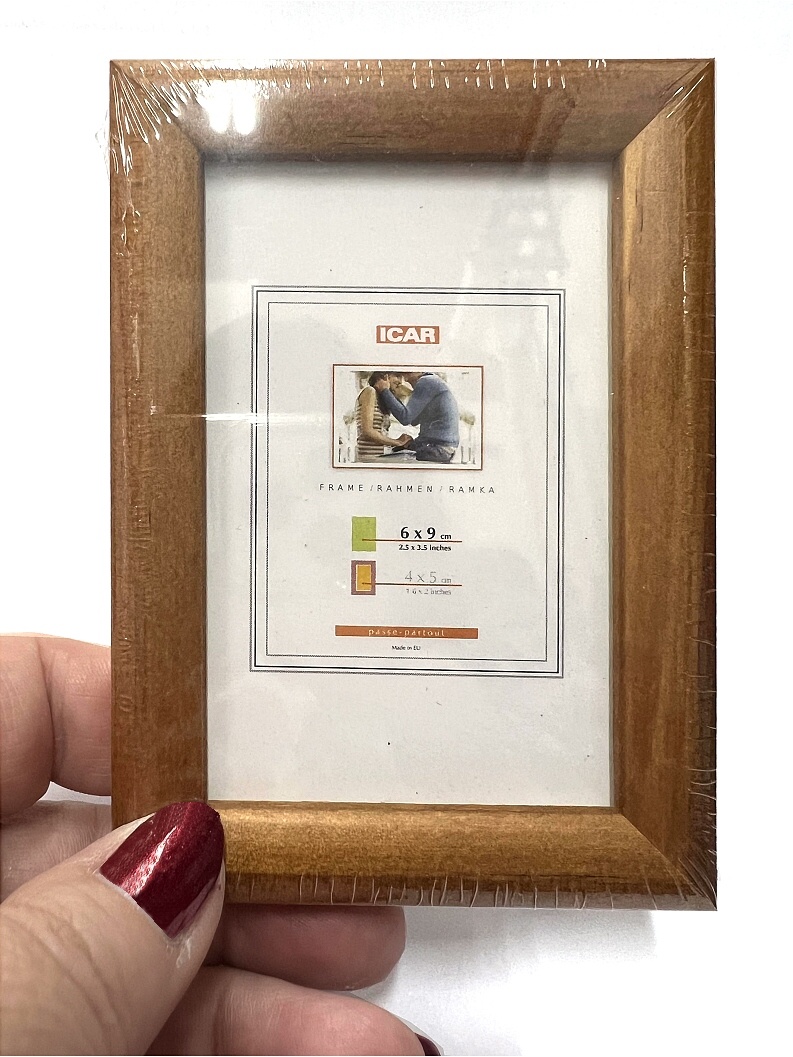 ICAR
FRAME / RAHMEN / RAMKA
6 x 9 cm
2.5 x 3.5 inches
4 x 5 cm
1.6 x 2 inches
passe-partout
Made in EU